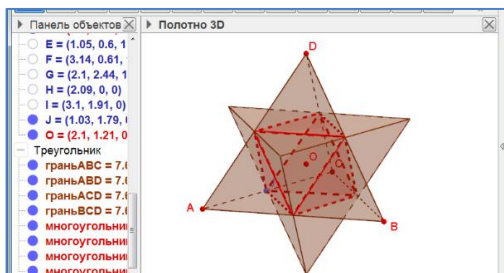 Панель объектов
Полотно 3D
E = (1.05, 0.6, 1
F = (3.14, 0.61,
G = (2.1, 2.44, 1
H = (2.09, 0, 0)
I = (3.1, 1.91, 0)
J = (1.03, 1.79,
O = (2.1, 1.21, 0
Треугольник
граньABC = 7.
граньABD = 7.
граньACD = 7.
граньBCD = 7.
многоугольни
многоугольни
многоугольни
D
O
C
A
B